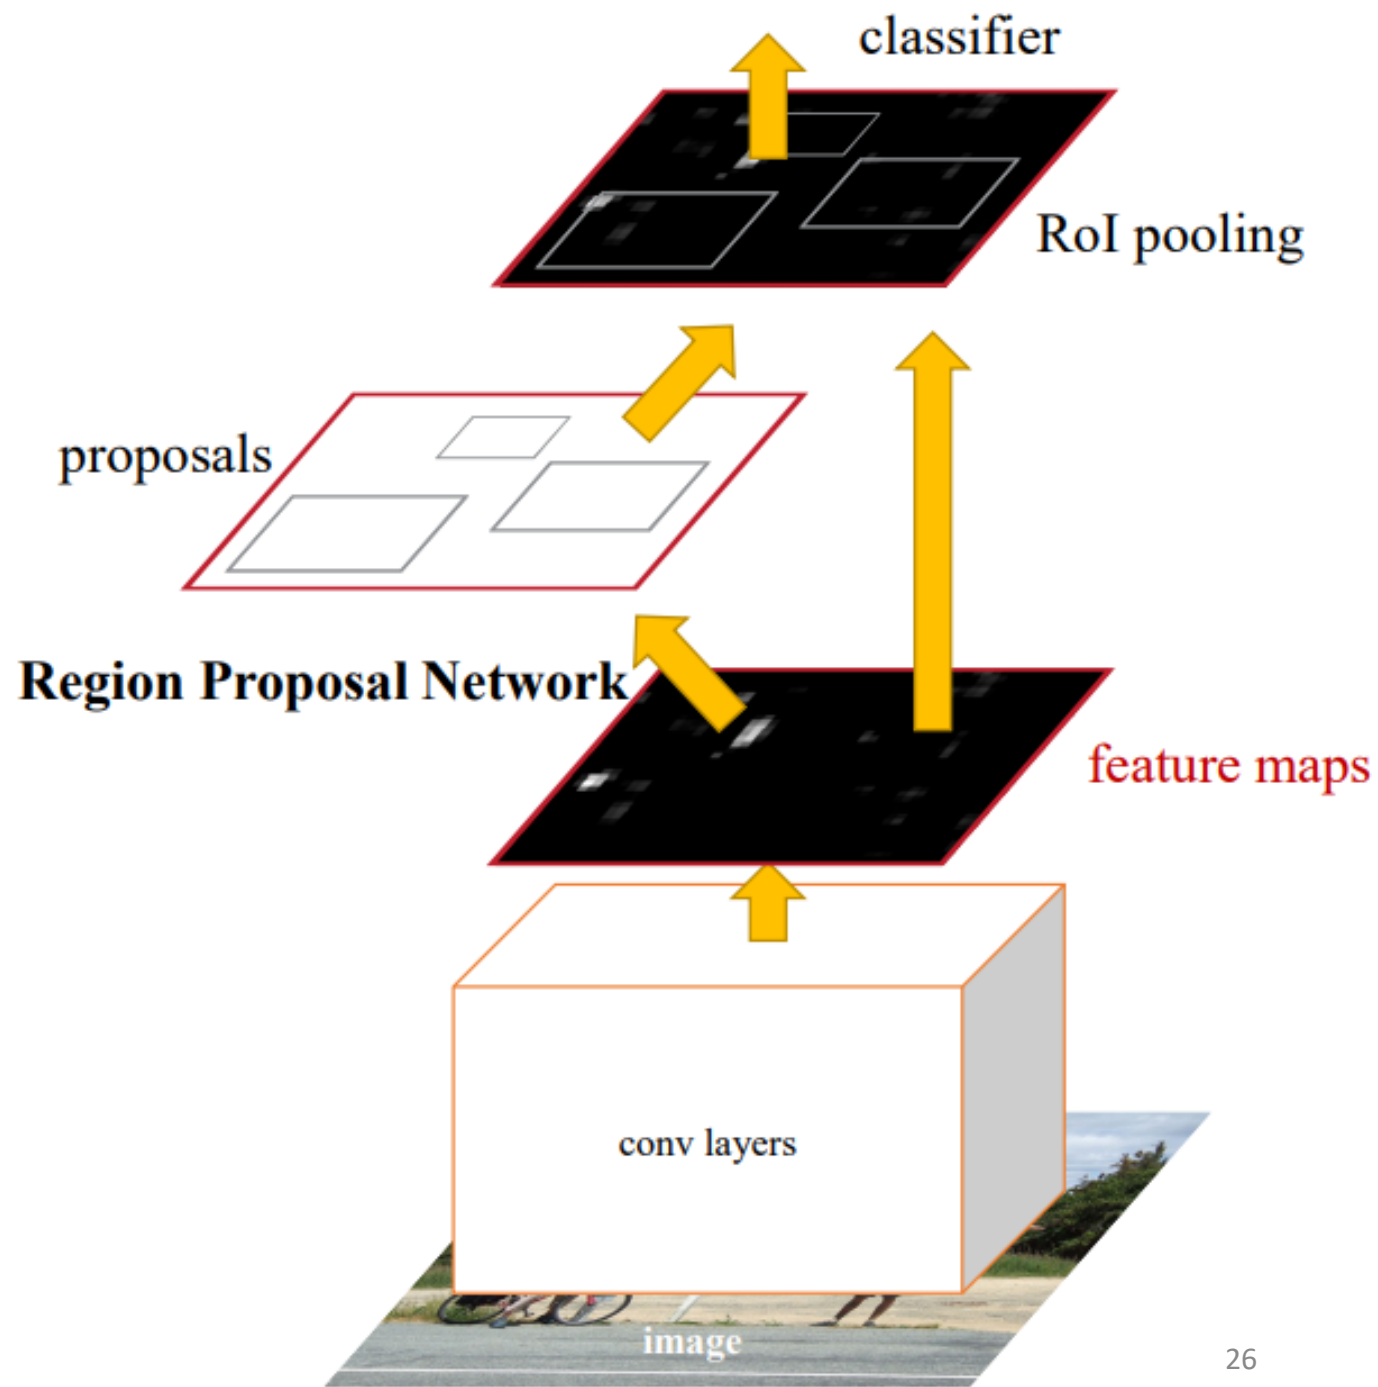 classifier
RoI pooling
proposals
Region Proposal Network
feature maps
conv layers
image
26